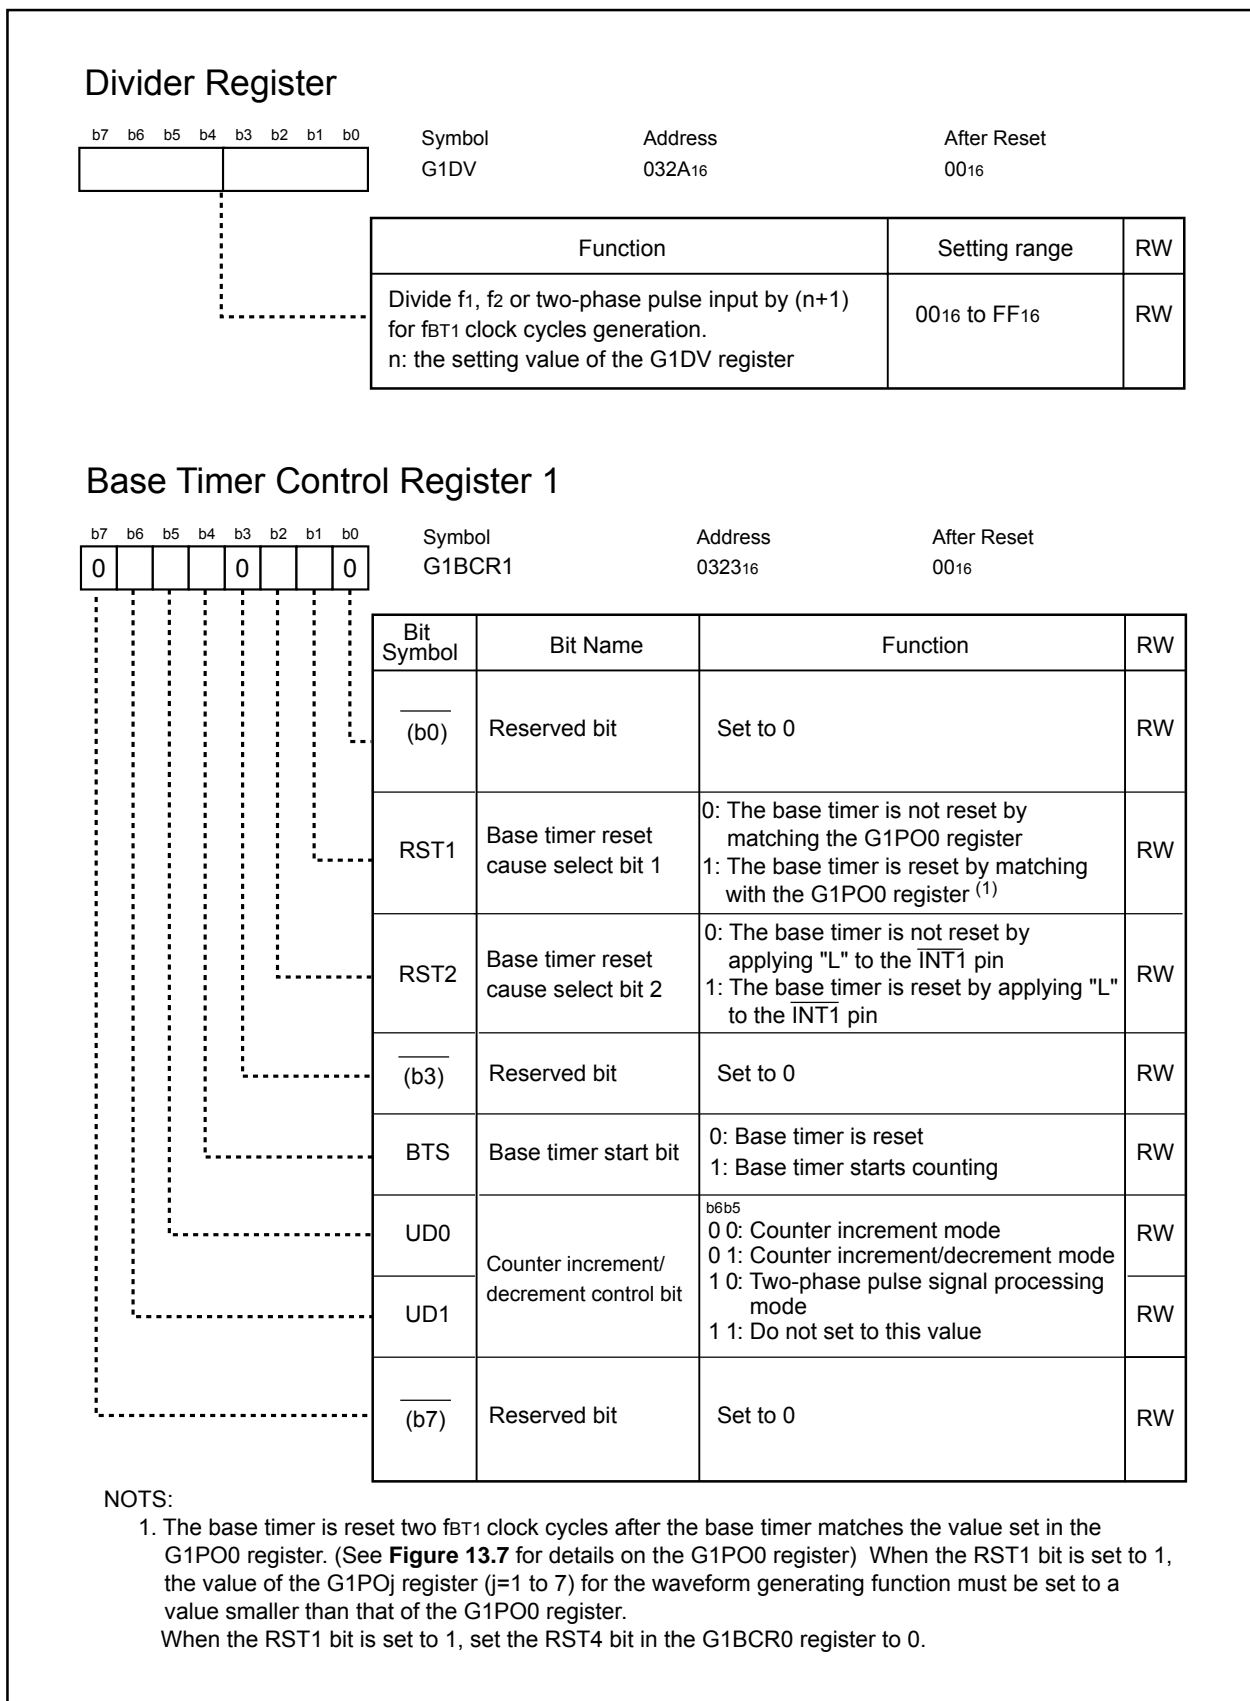 Divider Register
b7 b6 b5 b4 b3 b2 b1 b0
Symbol Address After Reset
G1DV 032A16 0016
Function Setting range RW
Divide f1, f2 or two-phase pulse input by (n+1)
for fBT1 clock cycles generation.
n: the setting value of the G1DV register
0016 to FF16 RW
Base Timer Control Register 1
b7 b6 b5 b4 b3 b2 b1 b0
0 0 0
Symbol Address After Reset
G1BCR1 032316 0016
Bit
Symbol
Bit Name Function RW
(b0) Reserved bit Set to 0 RW
RST1
Base timer reset
cause select bit 1
0: The base timer is not reset by
matching the G1PO0 register
1: The base timer is reset by matching
with the G1PO0 register (1)
RW
RST2
Base timer reset
cause select bit 2
0: The base timer is not reset by
applying "L" to the INT1 pin
1: The base timer is reset by applying "L"
to the INT1 pin
RW
(b3) Reserved bit Set to 0 RW
BTS Base timer start bit
0: Base timer is reset
1: Base timer starts counting
RW
UD0
UD1
Counter increment/
decrement control bit
b6b5
0 0: Counter increment mode
0 1: Counter increment/decrement mode
1 0: Two-phase pulse signal processing
mode
1 1: Do not set to this value
RW
RW
(b7) Reserved bit Set to 0 RW
NOTS:
1. The base timer is reset two fBT1 clock cycles after the base timer matches the value set in the
G1PO0 register. (See Figure 13.7 for details on the G1PO0 register) When the RST1 bit is set to 1,
the value of the G1POj register (j=1 to 7) for the waveform generating function must be set to a
value smaller than that of the G1PO0 register.
When the RST1 bit is set to 1, set the RST4 bit in the G1BCR0 register to 0.